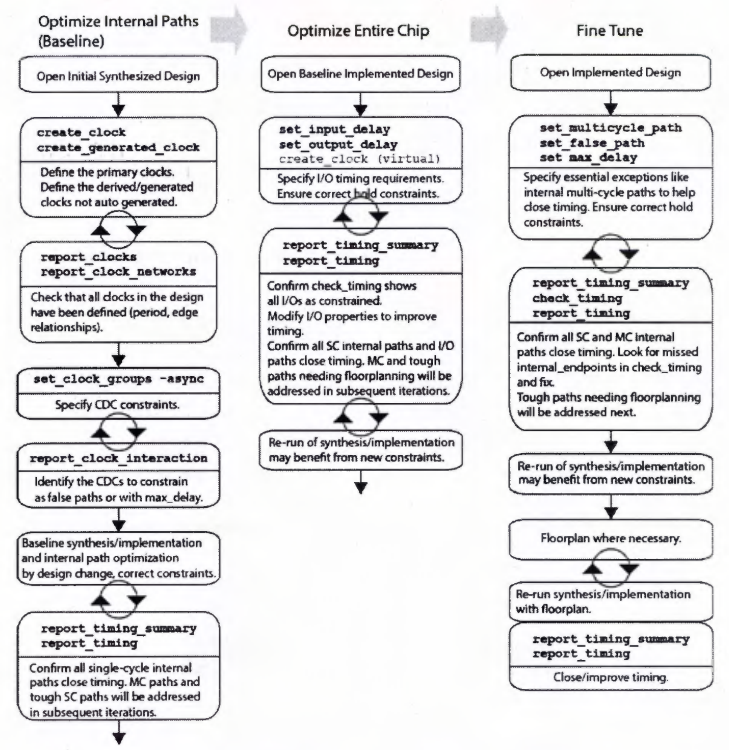 Optimize Internal Paths
(Baseline)
Open Initial Synthesized Design
create_clock
create_generated_clock
Define the primary clocks.
Define the derived/generated
clocks not auto generated.
report_clocks
report_clock_networks
Check that all clocks in the design
have been defined (period, edge
relationships).
set_clock_groups -async
Specify CDC constraints.
report_clock_interaction
Identify the CDCs to constrain
as false paths or with max_delay.
Baseline synthesis/implementation
and internal path optimization
by design change, correct constraints.
report_timing_summary
report_timing
Confirm all single-cycle internal
paths close timing. MC paths and
tough SC paths will be addressed
in subsequent iterations.
Optimize Entire Chip
Open Baseline Implemented Design
set_input_delay
set_output_delay
create_clock (virtual)
Specify I/O timing requirements.
Ensure correct hold constraints.
report_timing_summary
report_timing
Confirm check_timing shows
all I/Os as constrained.
Modify I/O properties to improve
timing.
Confirm all SC internal paths and I/O
paths close timing. MC and tough
paths needing floorplanning will be
addressed in subsequent iterations.
Re-run of synthesis/implementation
may benefit from new constraints.
Fine Tune
Open Implemented Design
set_multicycle_path
set_false_path
set max_delay
Specify essential exceptions like
internal multi-cycle paths to help
close timing. Ensure correct hold
constraints.
report_timing_summary
check_timing
report_timing
Confirm all SC and MC internal
paths close timing. Look for missed
internal_endpoints in check_timing
and fix.
Tough paths needing floorplanning
will be addressed next.
Re-run of synthesis/implementation
may benefit from new constraints.
Floorplan where necessary.
Re-run synthesis/implementation
with floorplan.
report_timing_summary
report_timing
Close/improve timing.